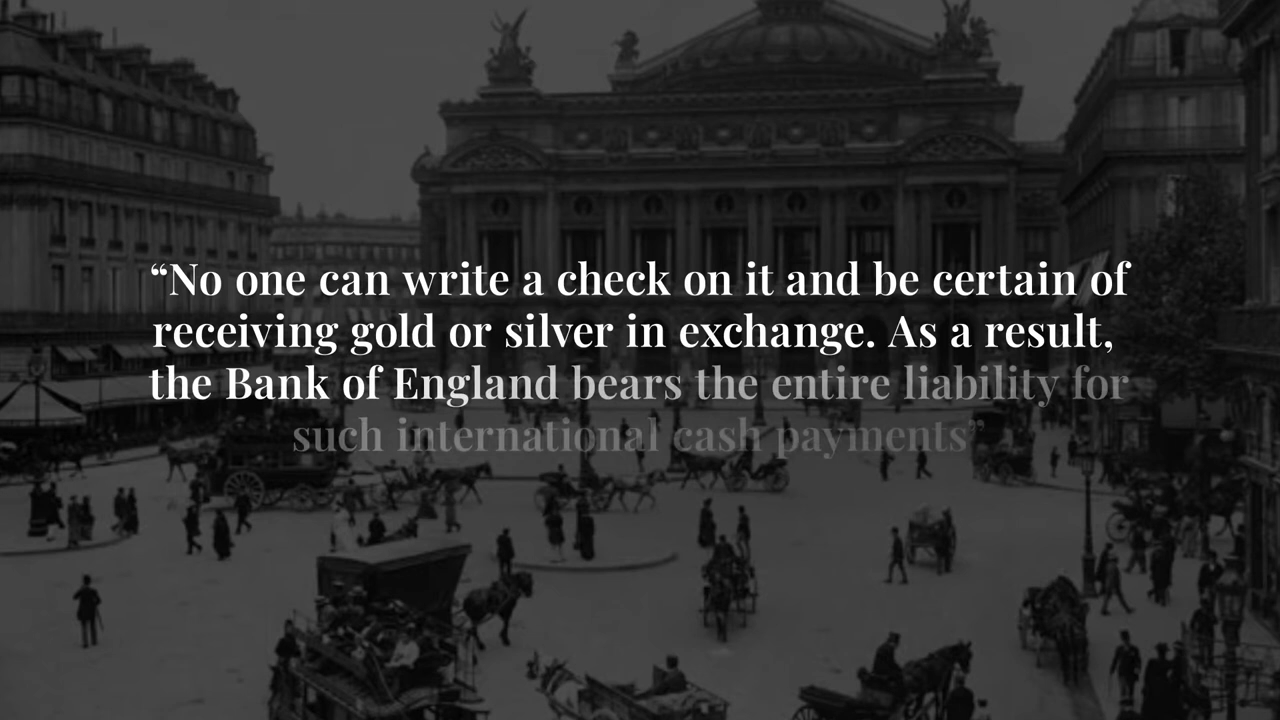 “No one can write a check on it and be certain of
receiving gold or silver in exchange. As a result,
the Bank of England bears the entire liability for
such international cash payments”